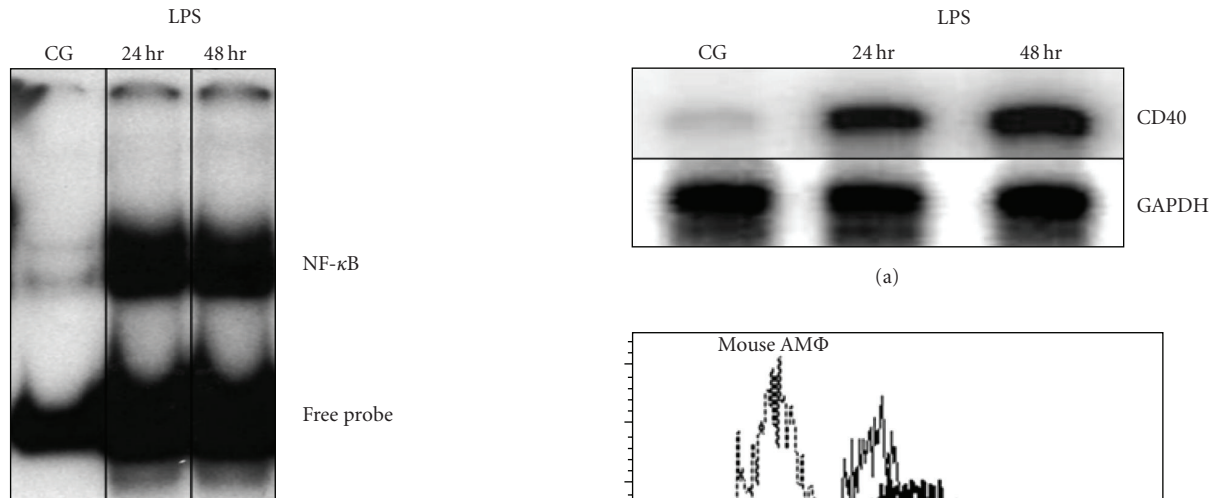 LPS
CG 24 hr 48 hr
NF-κB
Free probe
LPS
CG 24 hr 48 hr
CD40
GAPDH
(a)
Mouse AMΦ